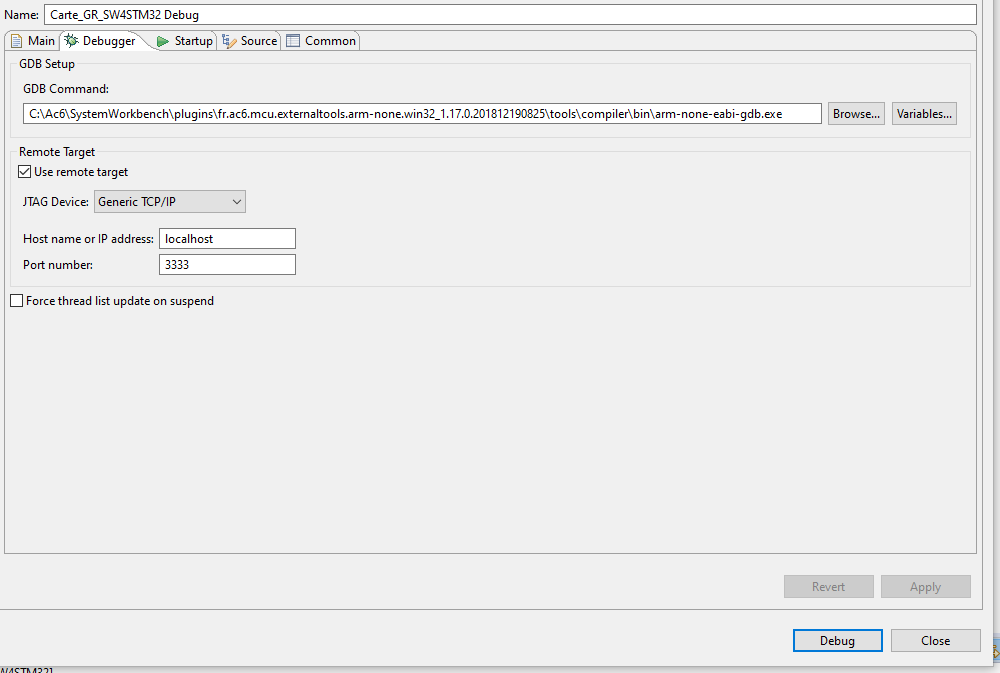 Name: Carte_GR_SW4STM32 Debug
Main Debugger Startup Source Common
GDB Setup
GDB Command:
C:\Ac6\SystemWorkbench\plugins\fr.ac6.mcu.externaltools.arm-none.win32_1.17.0.201812190825\tools\compiler\bin\arm-none-eabi-gdb.exe Browse... Variables...
Remote Target
Use remote target
JTAG Device: Generic TCP/IP
Host name or IP address: localhost
Port number: 3333
Force thread list update on suspend
Revert Apply
Debug Close